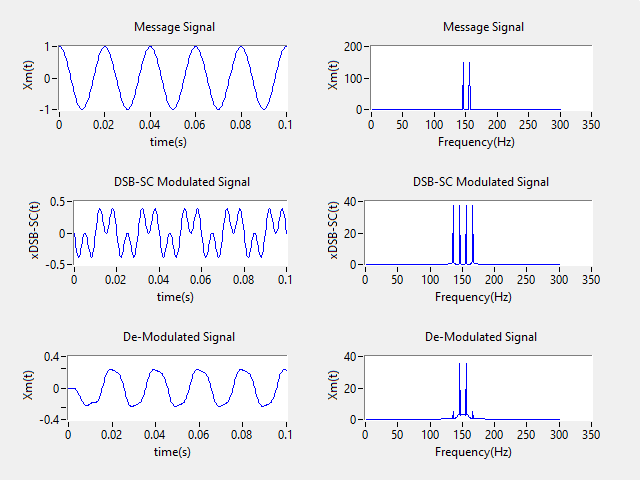 Message Signal
Xm(t)
1
0
-1
0 0.02 0.04 0.06 0.08 0.1
time(s)
Message Signal
Xm(t)
200
100
0
0 50 100 150 200 250 300 350
Frequency(Hz)
DSB-SC Modulated Signal
xDSB-SC(t)
0.5
0
-0.5
0 0.02 0.04 0.06 0.08 0.1
time(s)
DSB-SC Modulated Signal
xDSB-SC(t)
40
20
0
0 50 100 150 200 250 300 350
Frequency(Hz)
De-Modulated Signal
Xm(t)
0.4
0
-0.4
0 0.02 0.04 0.06 0.08 0.1
time(s)
De-Modulated Signal
Xm(t)
40
20
0
0 50 100 150 200 250 300 350
Frequency(Hz)